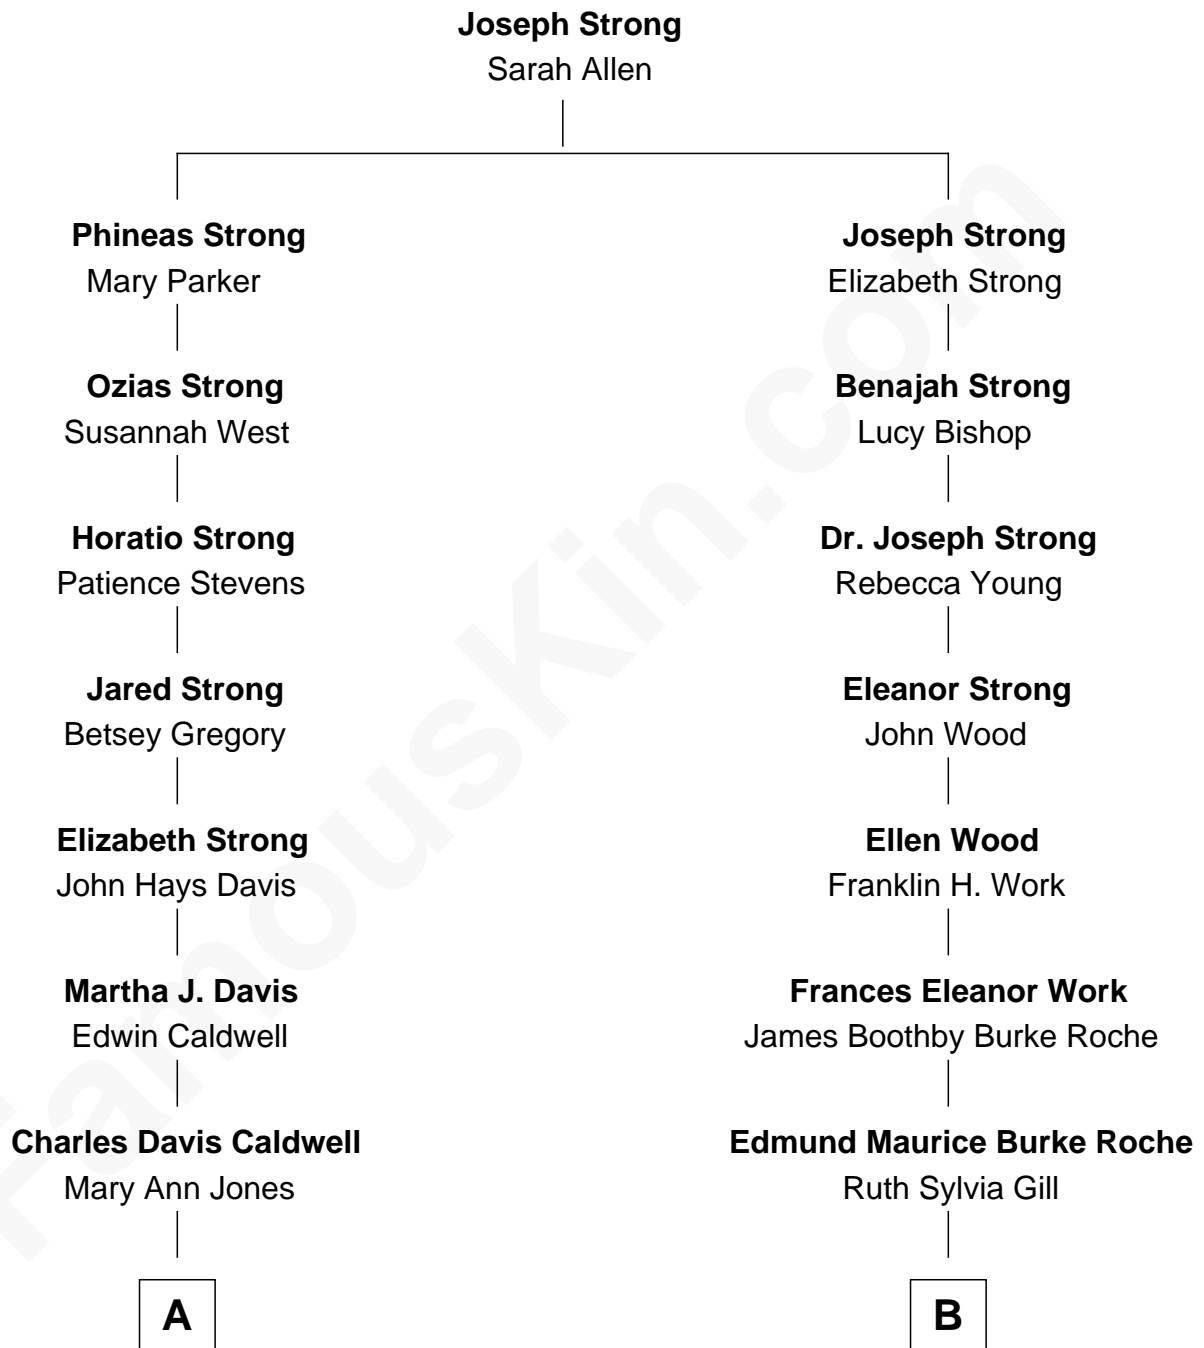 Joseph Strong
Sarah Allen
Phineas Strong
Mary Parker
Ozias Strong
Susannah West
Horatio Strong
Patience Stevens
Jared Strong
Betsey Gregory
Elizabeth Strong
John Hays Davis
Martha J. Davis
Edwin Caldwell
Charles Davis Caldwell
Mary Ann Jones
A
Joseph Strong
Elizabeth Strong
Benajah Strong
Lucy Bishop
Dr. Joseph Strong
Rebecca Young
Eleanor Strong
John Wood
Ellen Wood
Franklin H. Work
Frances Eleanor Work
James Boothby Burke Roche
Edmund Maurice Burke Roche
Ruth Sylvia Gill
B
FamousKin.com